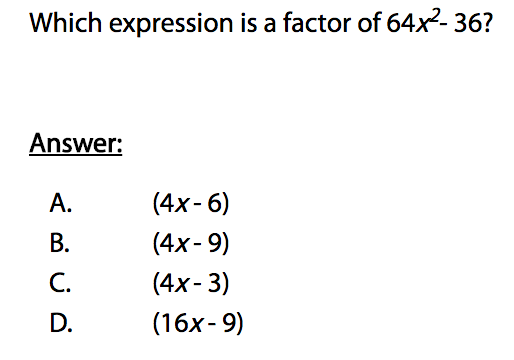 Which expression is a factor of 64x²- 36?
Answer:
A. (4x- 6)
B. (4x- 9)
C. (4x- 3)
D. (16x- 9)